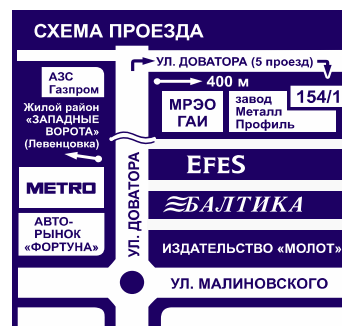 СХЕМА ПРОЕЗДА
УЛ. ДОВАТОРА (5 проезд)
400 м
АЗС
Газпром
МРЭО
ГАИ
завод
Металл
Профиль
154/1
Жилой район
«ЗАПАДНЫЕ
ВОРОТА»
(Левенцовка)
УЛ. ДОВАТОРА
EFES
METRO
БАЛТИКА
АВТО-
РЫНОК
«ФОРТУНА»
ИЗДАТЕЛЬСТВО «МОЛОТ»
УЛ. МАЛИНОВСКОГО